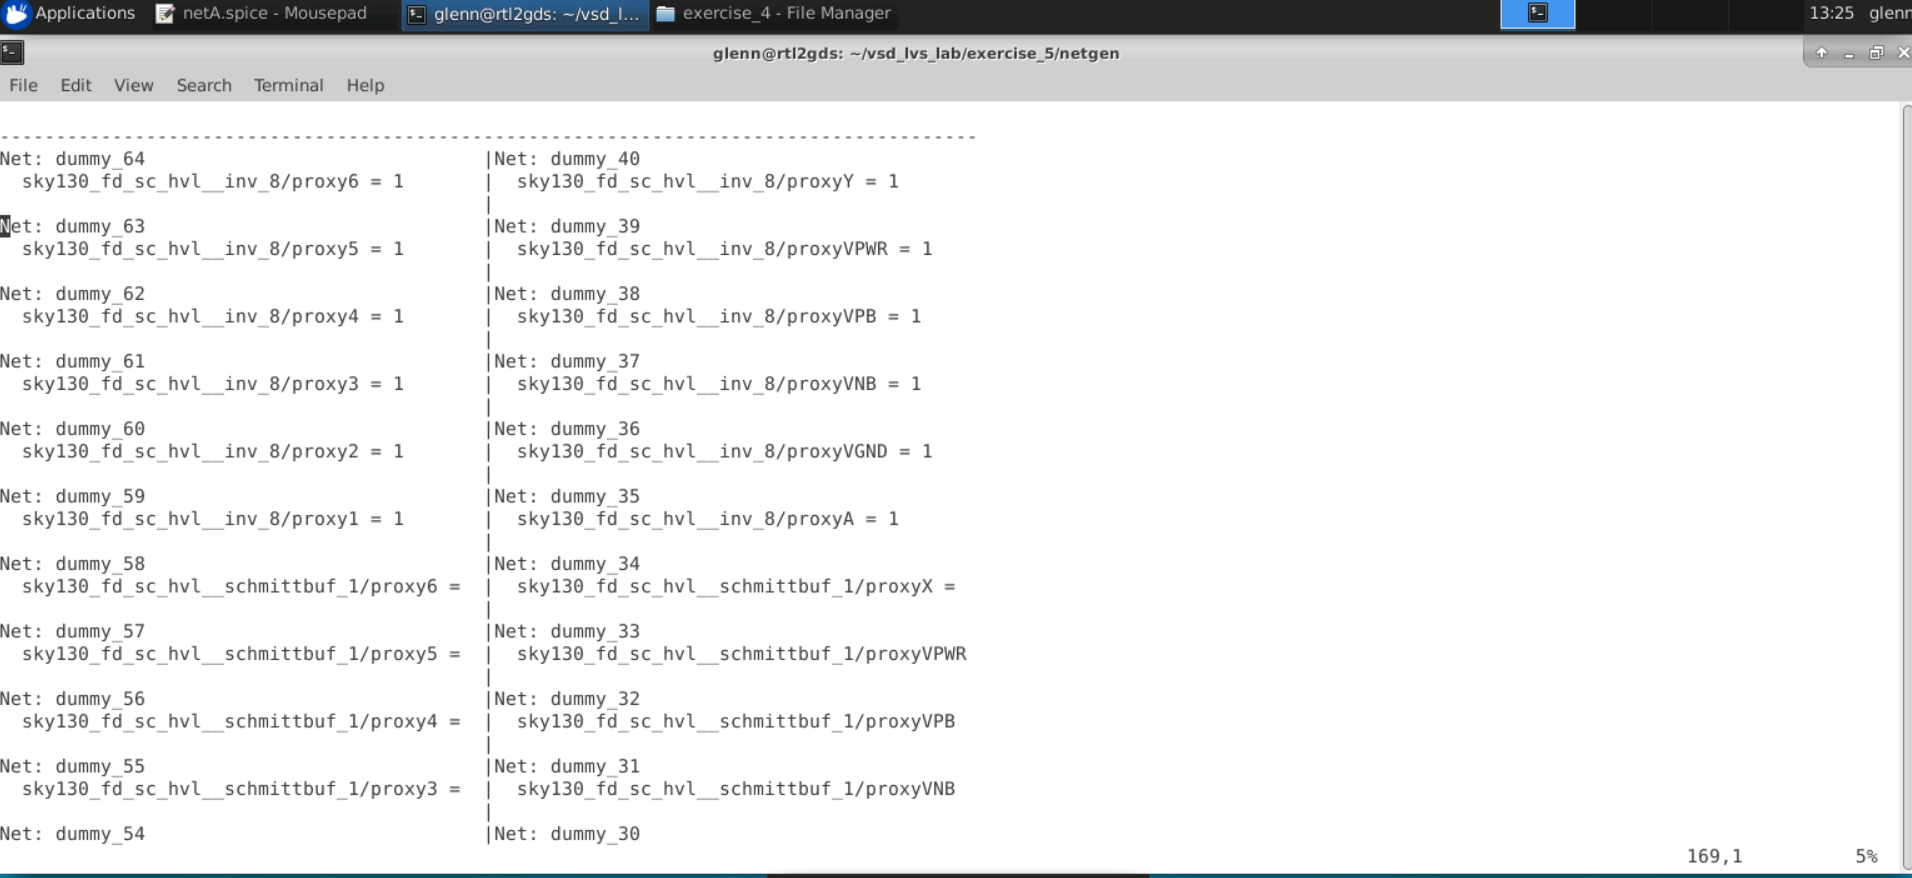 Applications netA.spice - Mousepad glenn@rtl2gds: ~/vsd_l... exercise_4 - File Manager 13:25 glenn
glenn@rtl2gds: ~/vsd_lvs_lab/exercise_5/netgen
File Edit View Search Terminal Help
---------------------------------------------------------------------------------------
Net: dummy_64 |Net: dummy_40
sky130_fd_sc_hvl__inv_8/proxy6 = 1 | sky130_fd_sc_hvl__inv_8/proxyY = 1
|
Net: dummy_63 |Net: dummy_39
sky130_fd_sc_hvl__inv_8/proxy5 = 1 | sky130_fd_sc_hvl__inv_8/proxyVPWR = 1
|
Net: dummy_62 |Net: dummy_38
sky130_fd_sc_hvl__inv_8/proxy4 = 1 | sky130_fd_sc_hvl__inv_8/proxyVPB = 1
|
Net: dummy_61 |Net: dummy_37
sky130_fd_sc_hvl__inv_8/proxy3 = 1 | sky130_fd_sc_hvl__inv_8/proxyVNB = 1
|
Net: dummy_60 |Net: dummy_36
sky130_fd_sc_hvl__inv_8/proxy2 = 1 | sky130_fd_sc_hvl__inv_8/proxyVGND = 1
|
Net: dummy_59 |Net: dummy_35
sky130_fd_sc_hvl__inv_8/proxy1 = 1 | sky130_fd_sc_hvl__inv_8/proxyA = 1
|
Net: dummy_58 |Net: dummy_34
sky130_fd_sc_hvl__schmittbuf_1/proxy6 = | sky130_fd_sc_hvl__schmittbuf_1/proxyX =
|
Net: dummy_57 |Net: dummy_33
sky130_fd_sc_hvl__schmittbuf_1/proxy5 = | sky130_fd_sc_hvl__schmittbuf_1/proxyVPWR
|
Net: dummy_56 |Net: dummy_32
sky130_fd_sc_hvl__schmittbuf_1/proxy4 = | sky130_fd_sc_hvl__schmittbuf_1/proxyVPB
|
Net: dummy_55 |Net: dummy_31
sky130_fd_sc_hvl__schmittbuf_1/proxy3 = | sky130_fd_sc_hvl__schmittbuf_1/proxyVNB
|
Net: dummy_54 |Net: dummy_30
169,1 5%